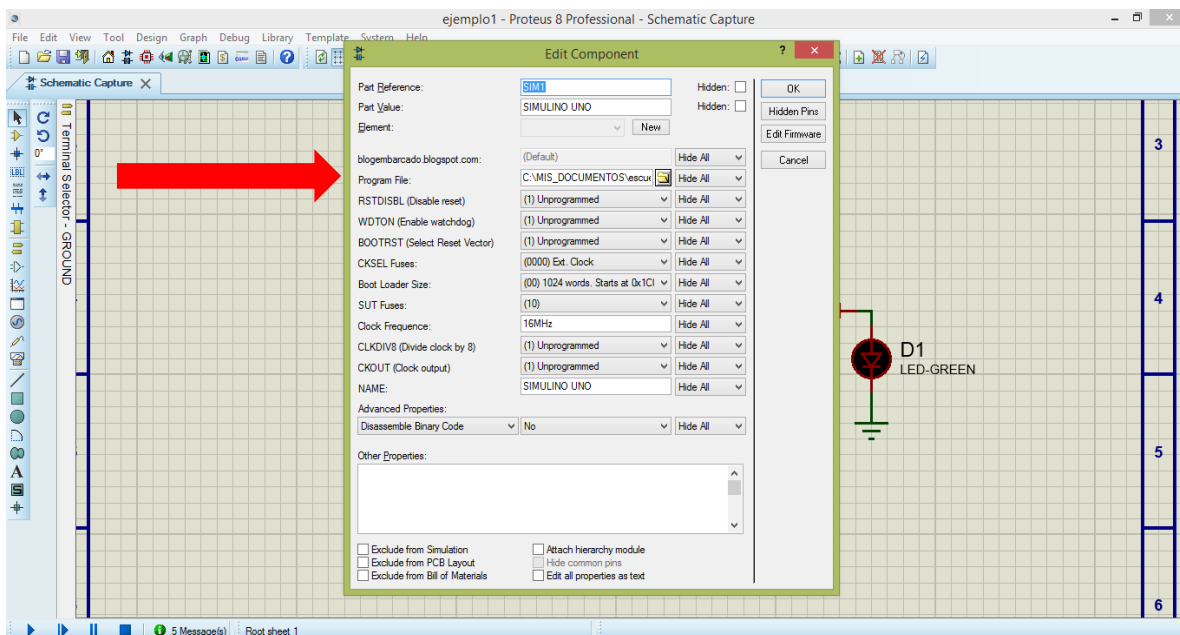 ejemplo1 - Proteus 8 Professional - Schematic Capture
File Edit View Tool Design Graph Debug Library Template System Help
Schematic Capture
Edit Component
Part Reference: SIM1 Hidden:
Part Value: SIMULINO UNO Hidden:
Element: New
blogembarcado.blogspot.com: (Default) Hide All
Program File: C:\MIS_DOCUMENTOS\escue Hide All
RSTDISBL (Disable reset) (1) Unprogrammed Hide All
WDTON (Enable watchdog) (1) Unprogrammed Hide All
BOOTRST (Select Reset Vector) (1) Unprogrammed Hide All
CKSEL Fuses: (0000) Ext. Clock Hide All
Boot Loader Size: (00) 1024 words. Starts at 0x1C Hide All
SUT Fuses: (10) Hide All
Clock Frequence: 16MHz Hide All
CLKDIV8 (Divide clock by 8) (1) Unprogrammed Hide All
CKOUT (Clock output) (1) Unprogrammed Hide All
NAME: SIMULINO UNO Hide All
Advanced Properties:
Disassemble Binary Code No Hide All
Other Properties:
Exclude from Simulation
Exclude from PCB Layout
Exclude from Bill of Materials
Attach hierarchy module
Hide common pins
Edit all properties as text
OK
Hidden Pins
Edit Firmware
Cancel
0°
LBL
A
S
Terminal Selector - GROUND
D1
LED-GREEN
3
4
5
6
5 Message(s)
Root sheet 1